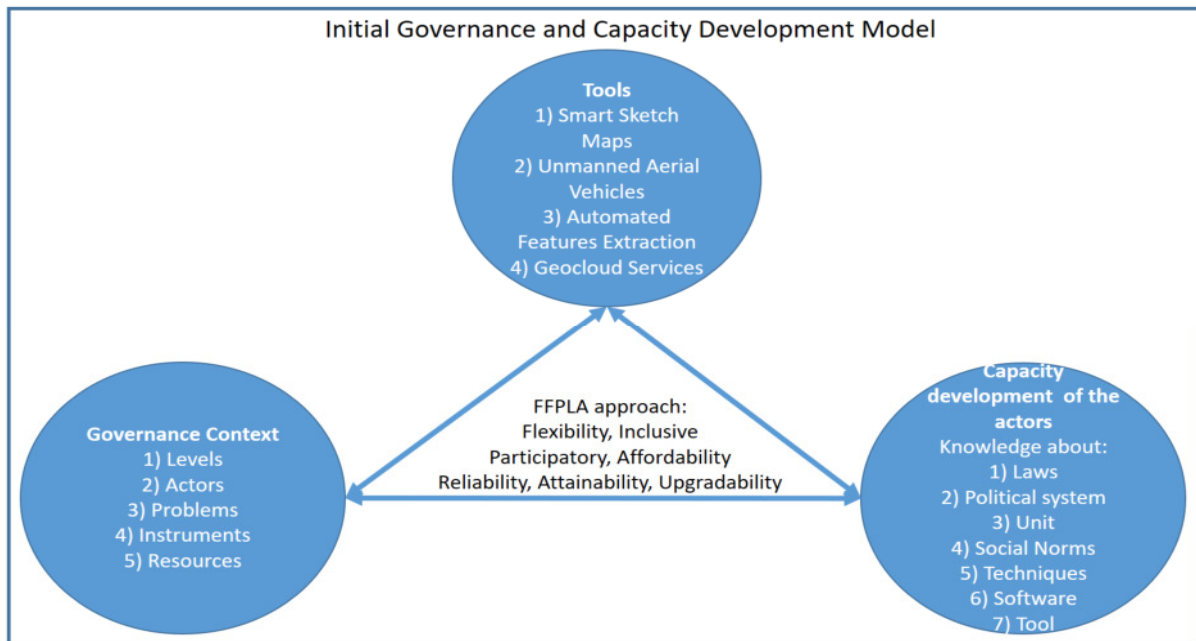 Initial Governance and Capacity Development Model
Tools
1) Smart Sketch
Maps
2) Unmanned Aerial
Vehicles
3) Automated
Features Extraction
4) Geocloud Services
Governance Context
1) Levels
2) Actors
3) Problems
4) Instruments
5) Resources
FFPLA approach:
Flexibility, Inclusive
Participatory, Affordability
Reliability, Attainability, Upgradability
Capacity
development of the
actors
Knowledge about:
1) Laws
2) Political system
3) Unit
4) Social Norms
5) Techniques
6) Software
7) Tool